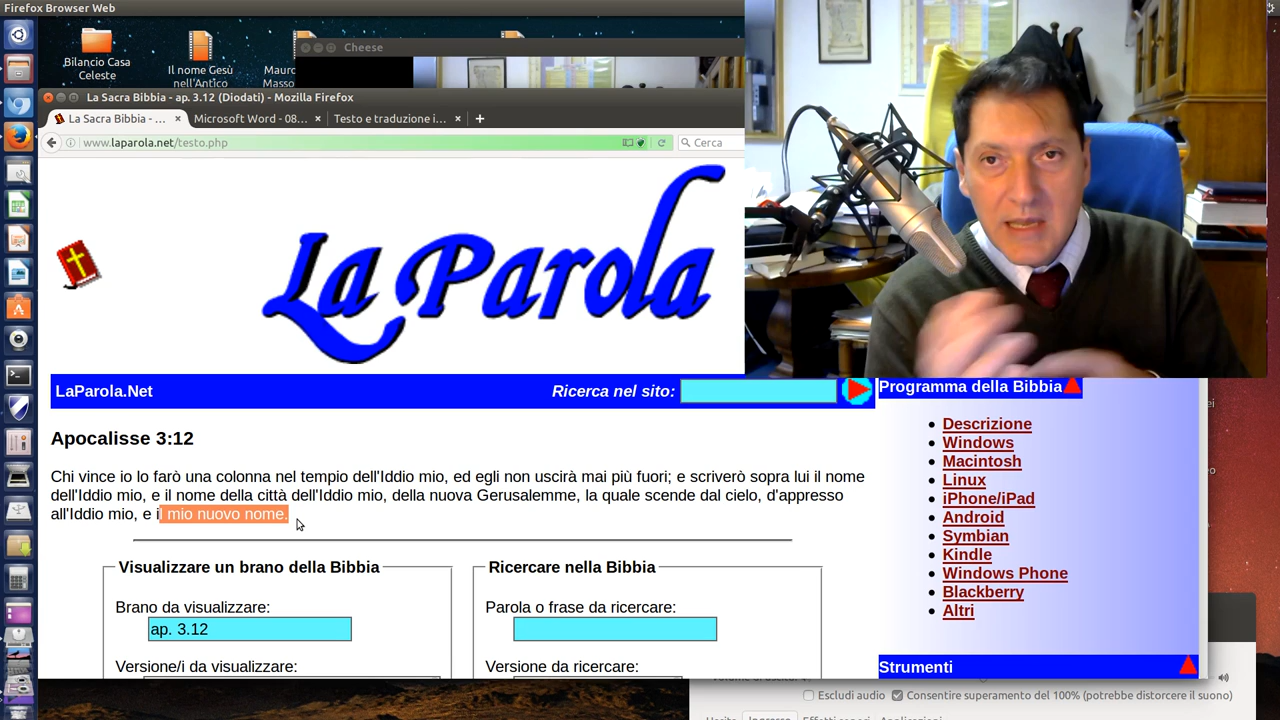 Firefox Browser Web
Bilancio Casa
Celeste
Il nome Gesù
nell'Antico
Mauro
Masso
Cheese
La Sacra Bibbia - ap. 3.12 (Diodati) - Mozilla Firefox
La Sacra Bibbia - ...
Microsoft Word - 08...
Testo e traduzione i...
www.laparola.net/testo.php
Cerca
La Parola
LaParola.Net
Ricerca nel sito:
Programma della Bibbia
Descrizione
Windows
Macintosh
Linux
iPhone/iPad
Android
Symbian
Kindle
Windows Phone
Blackberry
Altri
Strumenti
Apocalisse 3:12
Chi vince io lo farò una colonna nel tempio dell'Iddio mio, ed egli non uscirà mai più fuori; e scriverò sopra lui il nome
dell'Iddio mio, e il nome della città dell'Iddio mio, della nuova Gerusalemme, la quale scende dal cielo, d'appresso
all'Iddio mio, e il mio nuovo nome.
Visualizzare un brano della Bibbia
Brano da visualizzare:
ap. 3.12
Versione/i da visualizzare:
Ricercare nella Bibbia
Parola o frase da ricercare:
Versione da ricercare:
Escludi audio
Consentire superamento del 100% (potrebbe distorcere il suono)